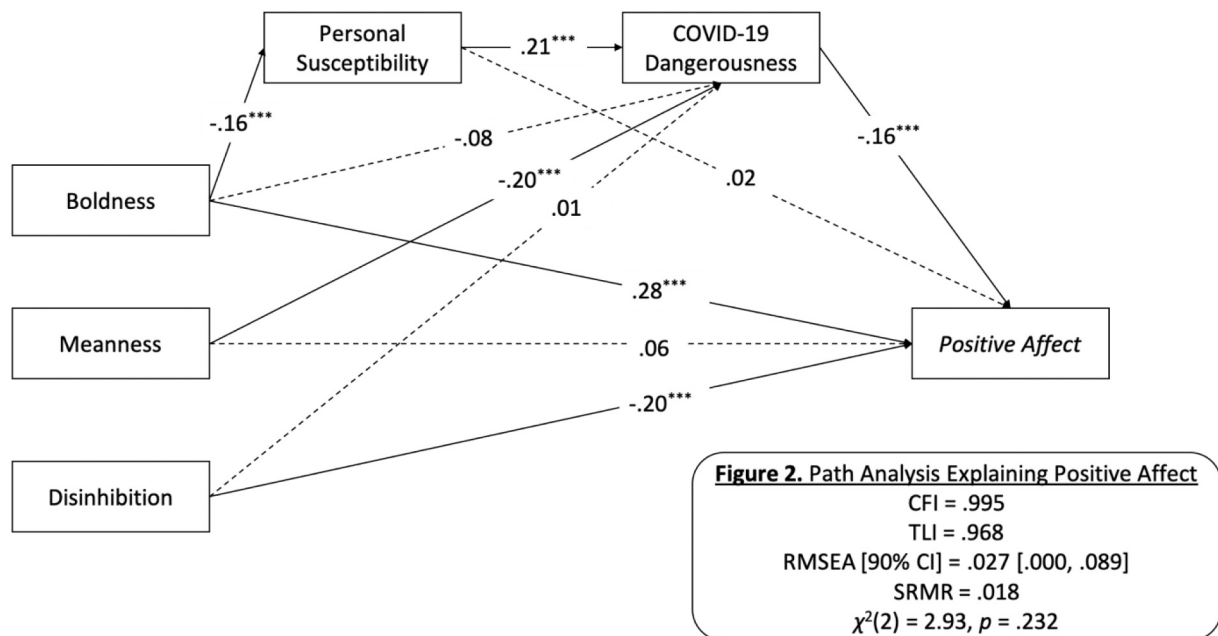 Personal
Susceptibility
.21***
COVID-19
Dangerousness
-.16***
-.08
-.16***
-.20***
.02
Boldness
.01
.28***
Meanness
.06
Positive Affect
-.20***
Disinhibition
Figure 2. Path Analysis Explaining Positive Affect
CFI = .995
TLI = .968
RMSEA [90% CI] = .027 [.000, .089]
SRMR = .018
χ²(2) = 2.93, p = .232